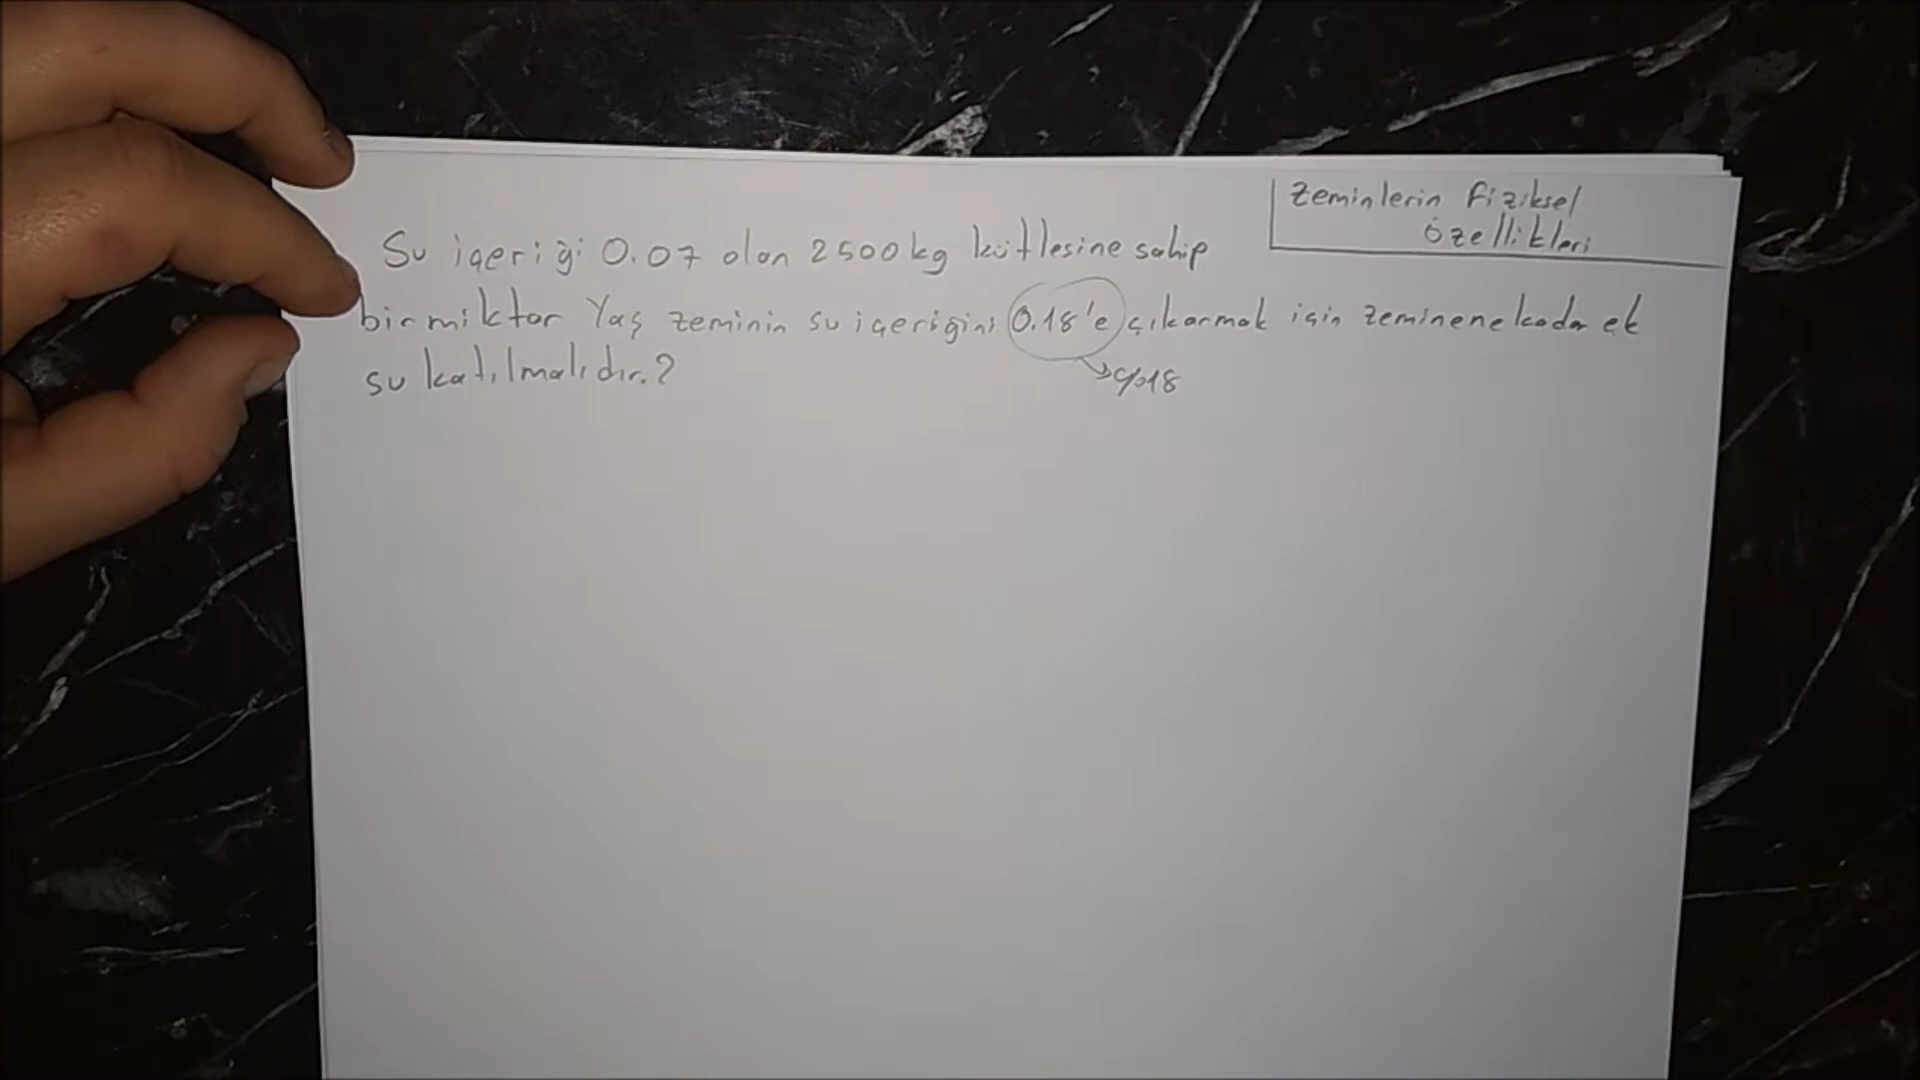 Zeminlerin fiziksel
özellikleri
Su içeriği 0.07 olan 2500 kg kütlesine sahip
bir miktar Yaş zeminin su içeriğini 0.18'e çıkarmak için zemine ne kadar ek
su katılmalıdır.?
%18